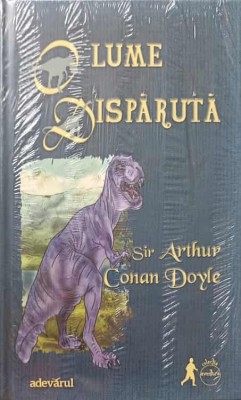 O LUME
DISPĂRUTĂ
Sir Arthur
Conan Doyle
adevărul